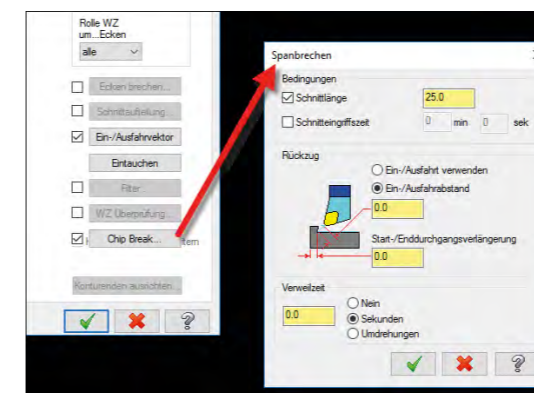 Rolle WZ
um...Ecken
alle
Ecken brechen...
Schnittaufteilung...
Ein-/Ausfahrvektor
Eintauchen
Filter...
WZ Überprüfung...
Chip Break...
Konturenden ausrichten...
Spanbrechen
Bedingungen
Schnittlänge 25.0
Schnitteingriffszeit 0 min 0 sek
Rückzug
Ein-/Ausfahrt verwenden
Ein-/Ausfahrabstand
0.0
Start-/Enddurchgangsverlängerung
0.0
Verweilzeit
0.0
Nein
Sekunden
Umdrehungen